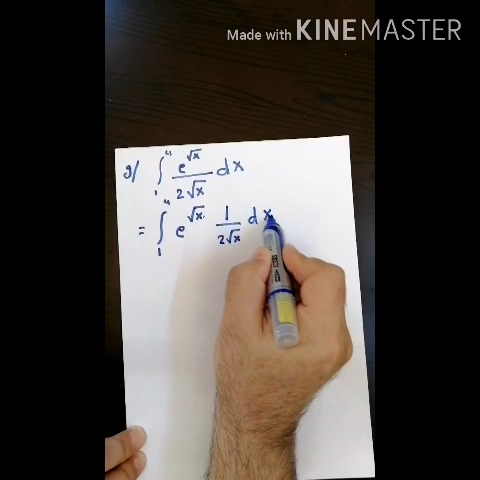 Made with KINEMASTER
9/ ∫₁⁴ e^√x / 2√x dx
= ∫₁⁴ e^√x 1/2√x dx